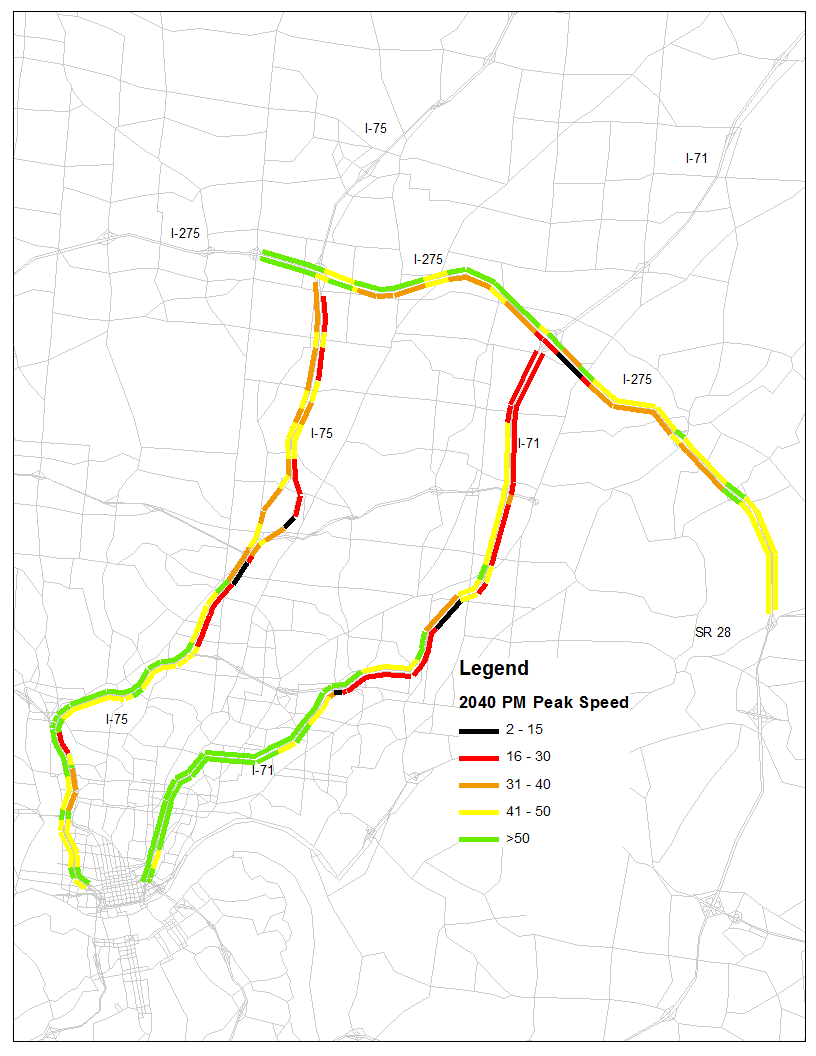 I-75
I-71
I-275
I-275
I-275
I-75
I-71
SR 28
Legend
2040 PM Peak Speed
2 - 15
16 - 30
31 - 40
41 - 50
>50
I-75
I-71